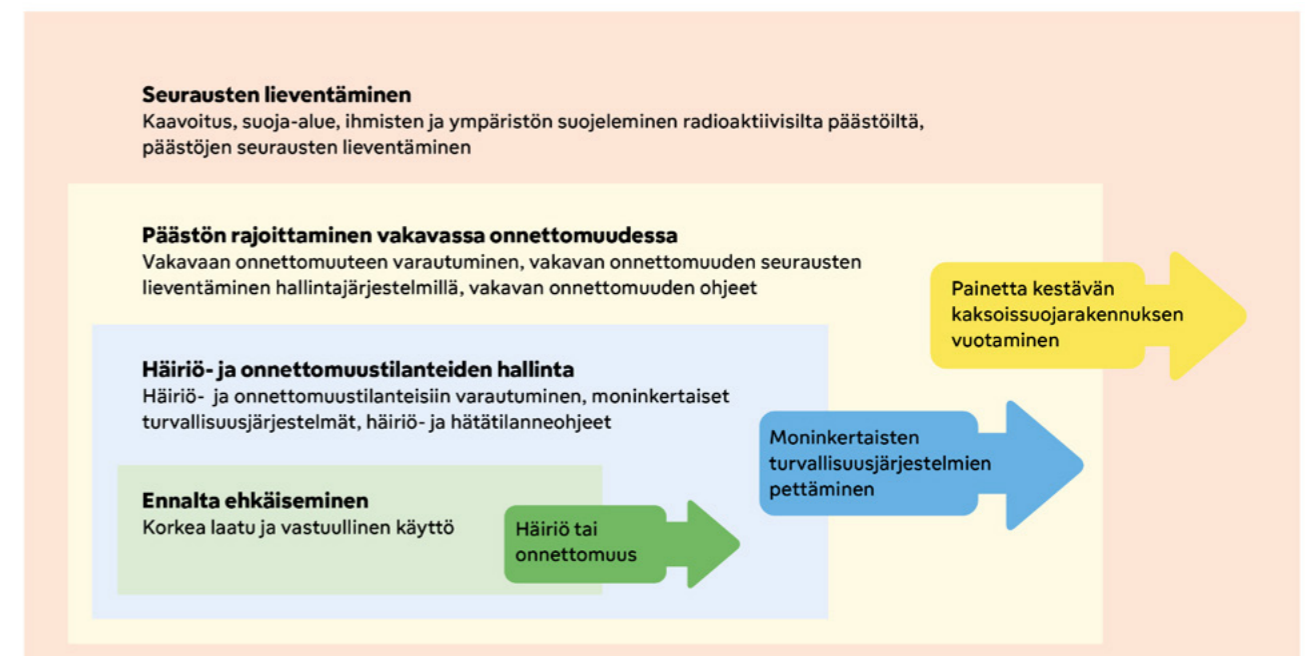 Seurausten lieventäminen
Kaavoitus, suoja-alue, ihmisten ja ympäristön suojeleminen radioaktiivisilta päästöiltä,
päästöjen seurausten lieventäminen
Päästön rajoittaminen vakavassa onnettomuudessa
Vakavaan onnettomuuteen varautuminen, vakavan onnettomuuden seurausten
lieventäminen hallintajärjestelmillä, vakavan onnettomuuden ohjeet
Painetta kestävän
kaksoissuojarakennuksen
vuotaminen
Häiriö- ja onnettomuustilanteiden hallinta
Häiriö- ja onnettomuustilanteisiin varautuminen, moninkertaiset
turvallisuusjärjestelmät, häiriö- ja hätätilanneohjeet
Moninkertaisten
turvallisuusjärjestelmien
pettäminen
Ennalta ehkäiseminen
Korkea laatu ja vastuullinen käyttö
Häiriö tai
onnettomuus